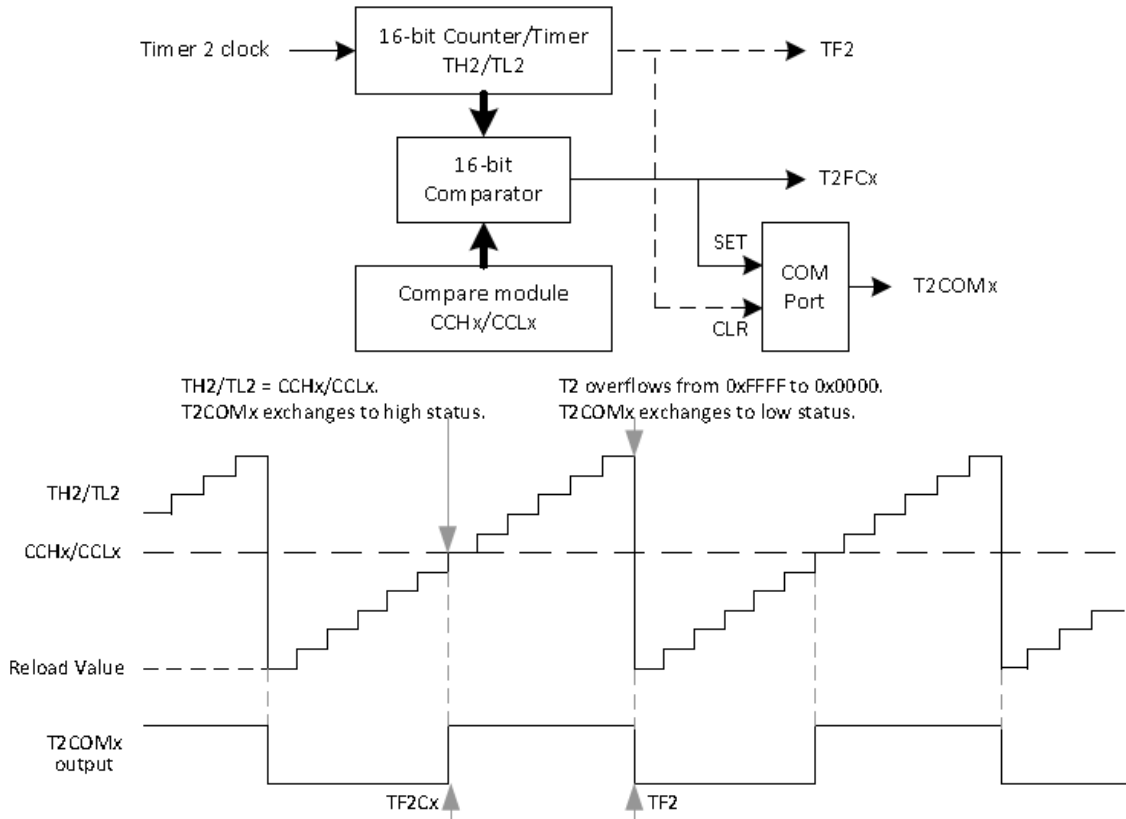 Timer 2 clock
16-bit Counter/Timer
TH2/TL2
TF2
16-bit
Comparator
T2FCx
SET
COM
Port
T2COMx
CLR
Compare module
CCHx/CCLx
TH2/TL2 = CCHx/CCLx.
T2COMx exchanges to high status.
T2 overflows from 0xFFFF to 0x0000.
T2COMx exchanges to low status.
TH2/TL2
CCHx/CCLx
Reload Value
T2COMx
output
TF2Cx
TF2